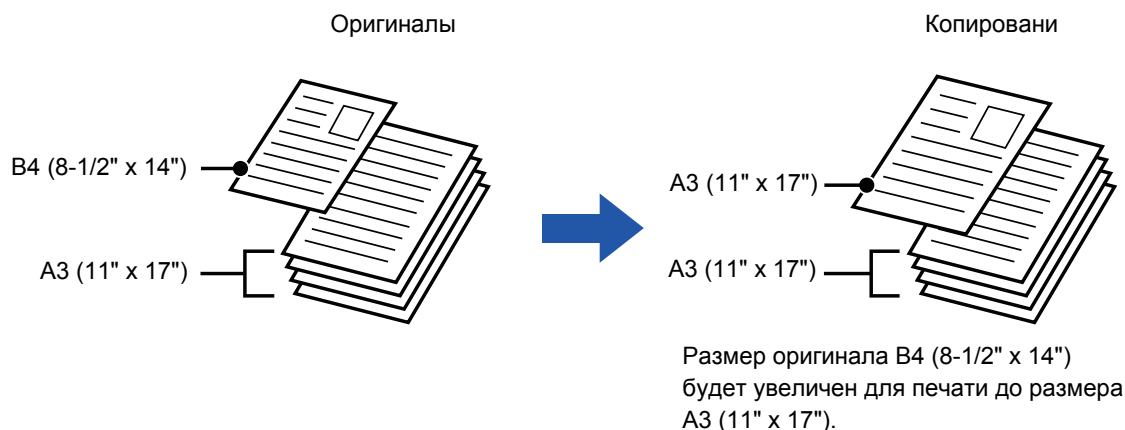 Оригиналы
Копировани
B4 (8-1/2" x 14")
A3 (11" x 17")
A3 (11" x 17")
A3 (11" x 17")
Размер оригинала B4 (8-1/2" x 14")
будет увеличен для печати до размера
A3 (11" x 17").